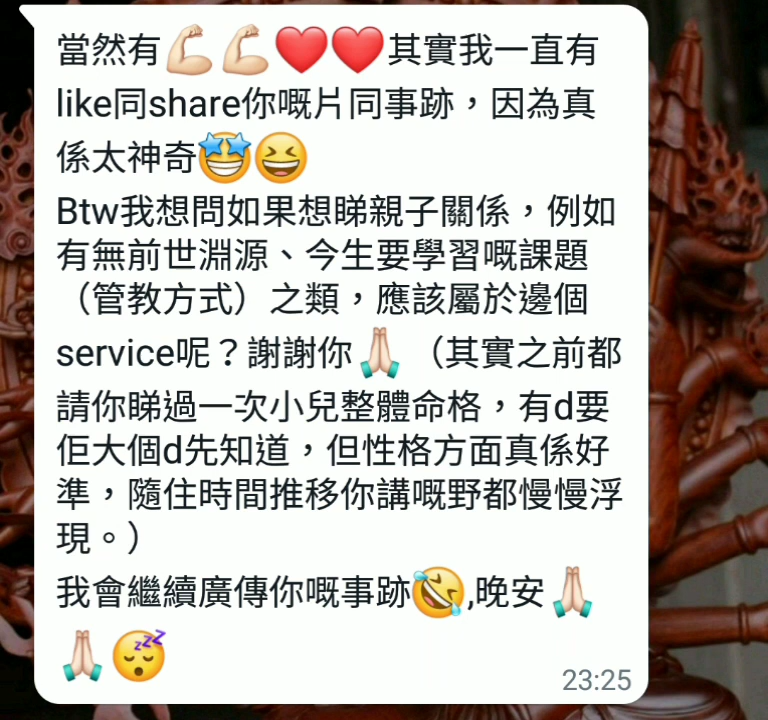 當然有💪🏻💪🏻❤️❤️其實我一直有
like同share你嘅片同事跡，因為真
係太神奇🤩😆
Btw我想問如果想睇親子關係，例如
有無前世淵源、今生要學習嘅課題
（管教方式）之類，應該屬於邊個
service呢？謝謝你🙏🏻（其實之前都
請你睇過一次小兒整體命格，有d要
佢大個d先知道，但性格方面真係好
準，隨住時間推移你講嘅野都慢慢浮
現。）
我會繼續廣傳你嘅事跡🤣,晚安🙏🏻
🙏🏻😴
23:25